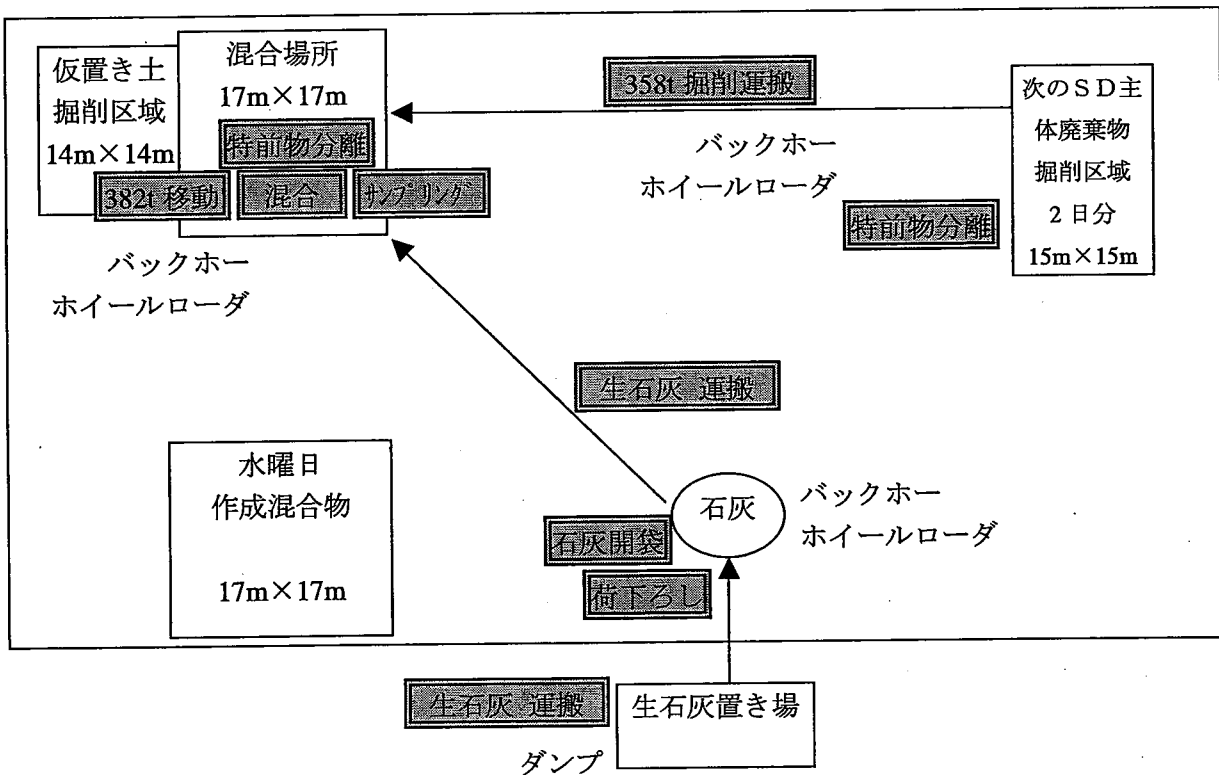 仮置き土
掘削区域
14m×14m
混合場所
17m×17m
特前物分離
382t 移動
混合
サンプリング
バックホー
ホイールローダ
358t 掘削運搬
バックホー
ホイールローダ
特前物分離
次のＳＤ主
体廃棄物
掘削区域
2 日分
15m×15m
生石灰 運搬
水曜日
作成混合物
17m×17m
石灰
バックホー
ホイールローダ
石灰開袋
荷下ろし
生石灰 運搬
ダンプ
生石灰置き場